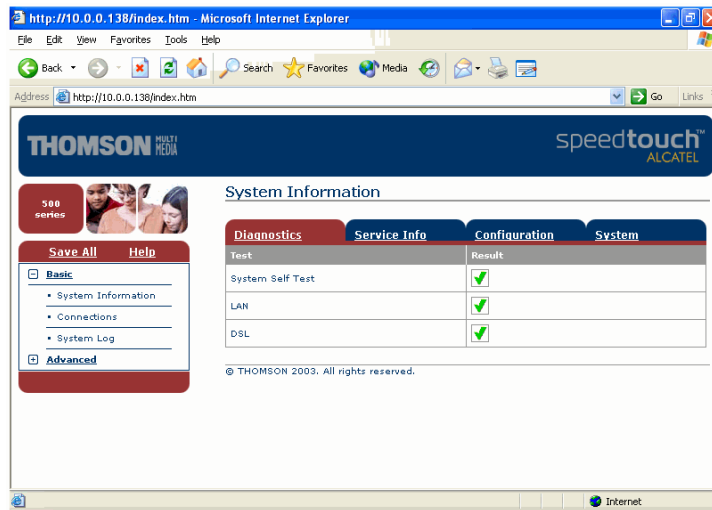 http://10.0.0.138/index.htm - Microsoft Internet Explorer
File Edit View Favorites Tools Help
Back Search Favorites Media
Address http://10.0.0.138/index.htm Go Links
THOMSON MULTI MEDIA
speedtouch™
ALCATEL
500 series
System Information
Diagnostics Service Info Configuration System
Save All Help
Test Result
Basic
System Self Test
System Information
LAN
Connections
System Log
DSL
Advanced
© THOMSON 2003. All rights reserved.
Internet